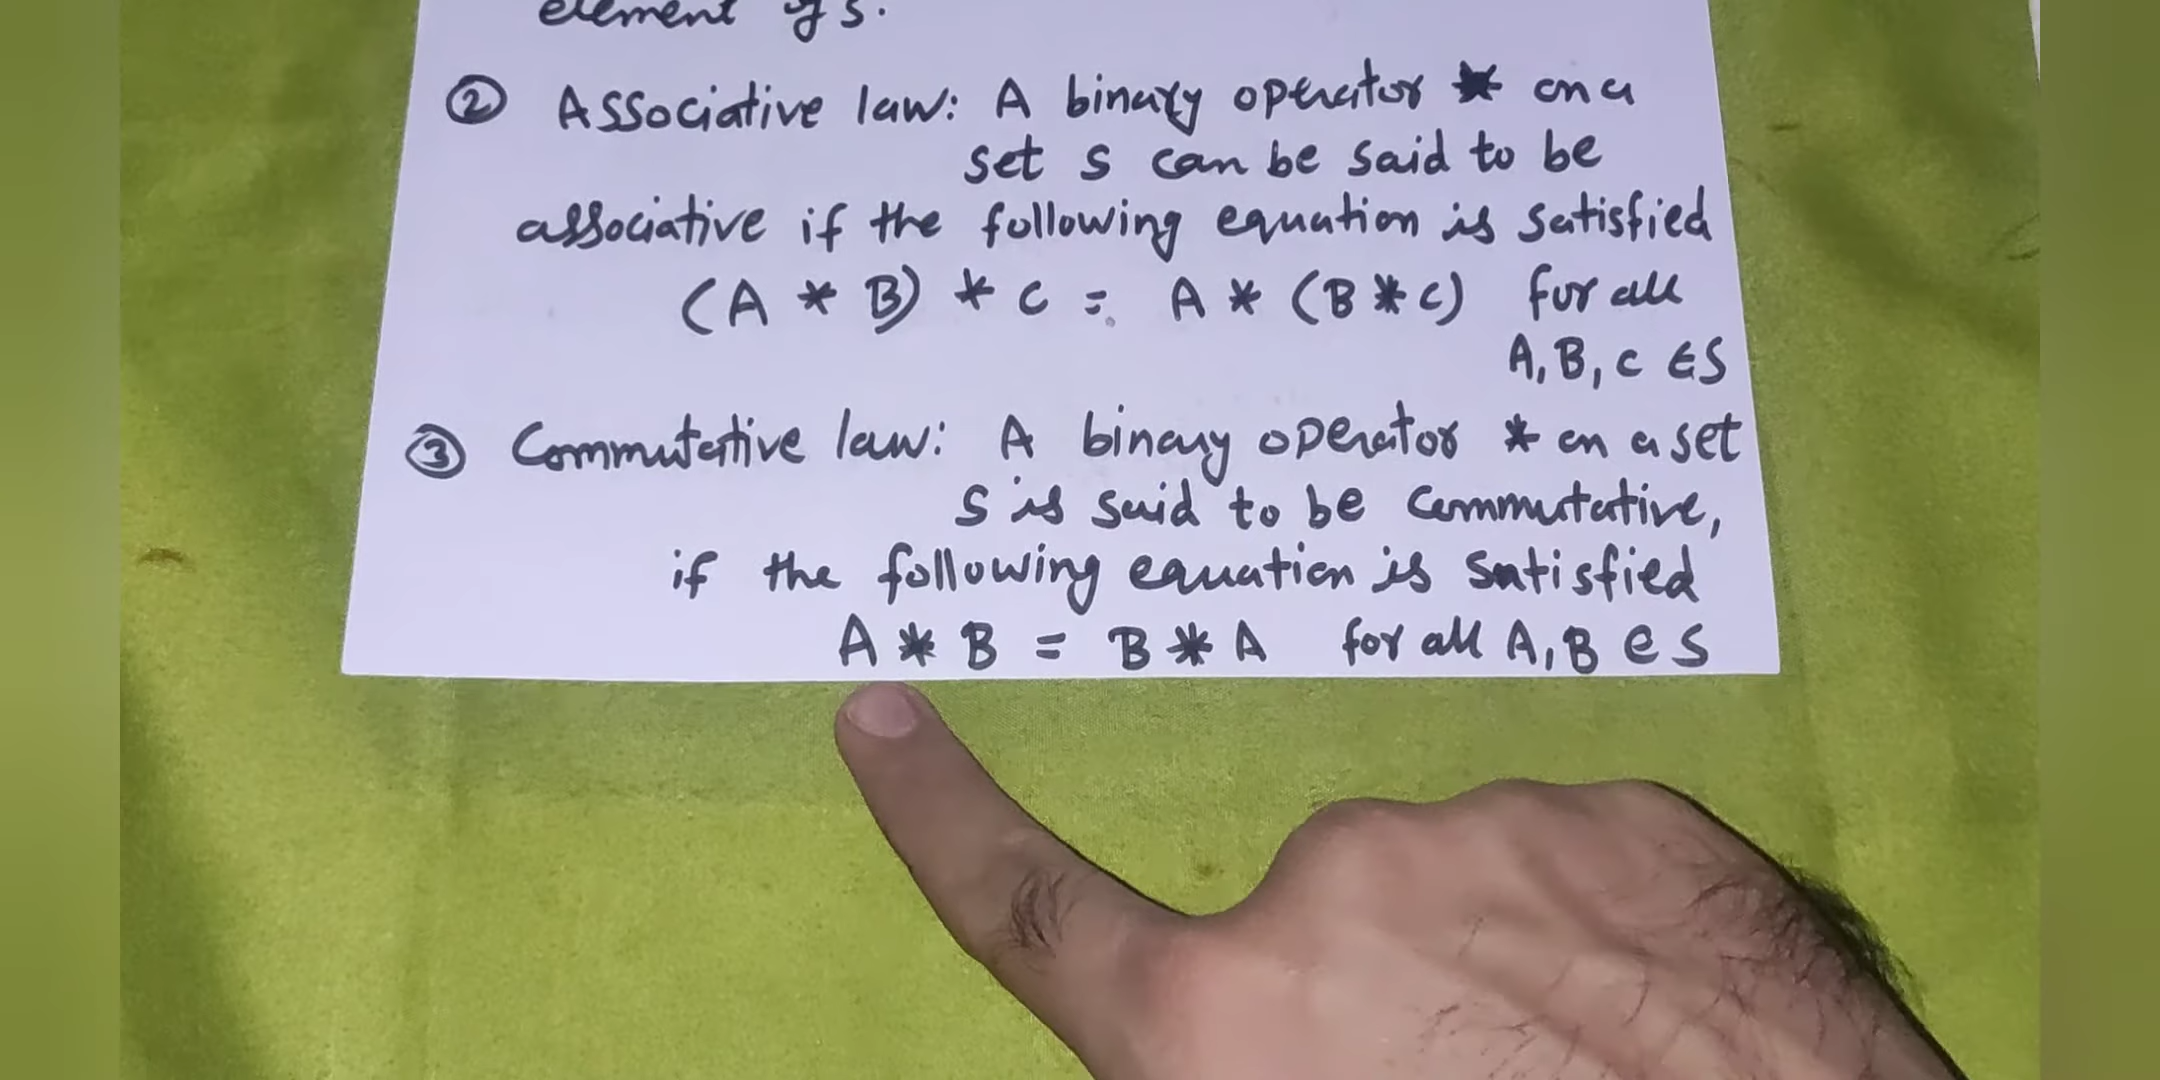 element of S.
② Associative law: A binary operator * on a
set S can be said to be
associative if the following equation is satisfied
(A * B) * C = A * (B * C) for all
A, B, C ∈ S
③ Commutative law: A binary operator * on a set
S is said to be commutative,
if the following equation is satisfied
A * B = B * A for all A, B ∈ S